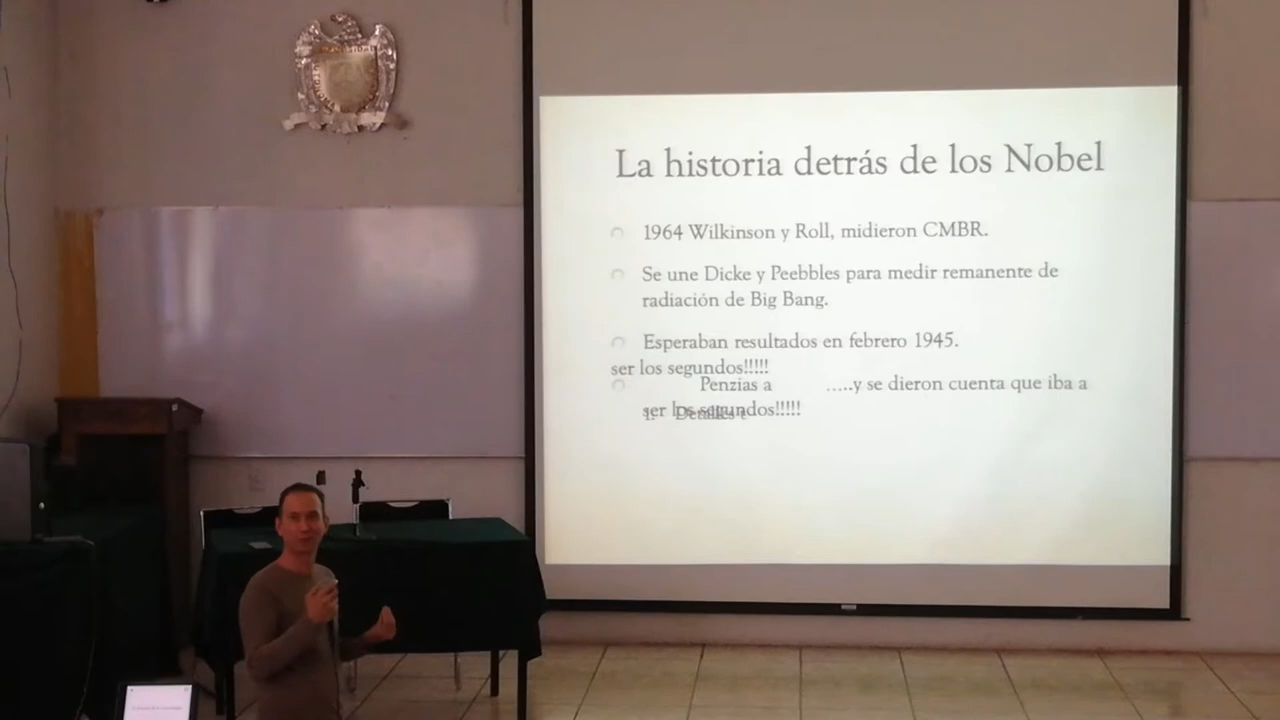 La historia detrás de los Nobel
1964 Wilkinson y Roll, midieron CMBR.
Se une Dicke y Peebbles para medir remanente de
radiación de Big Bang.
Esperaban resultados en febrero 1945.
ser los segundos!!!!!
Penzias a …..y se dieron cuenta que iba a
ser los segundos!!!!!
1. Detalles